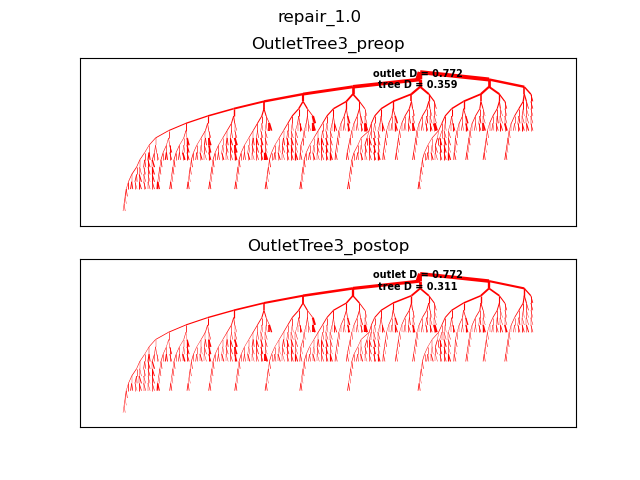 repair_1.0
OutletTree3_preop
outlet D = 0.772
tree D = 0.359
OutletTree3_postop
outlet D = 0.772
tree D = 0.311